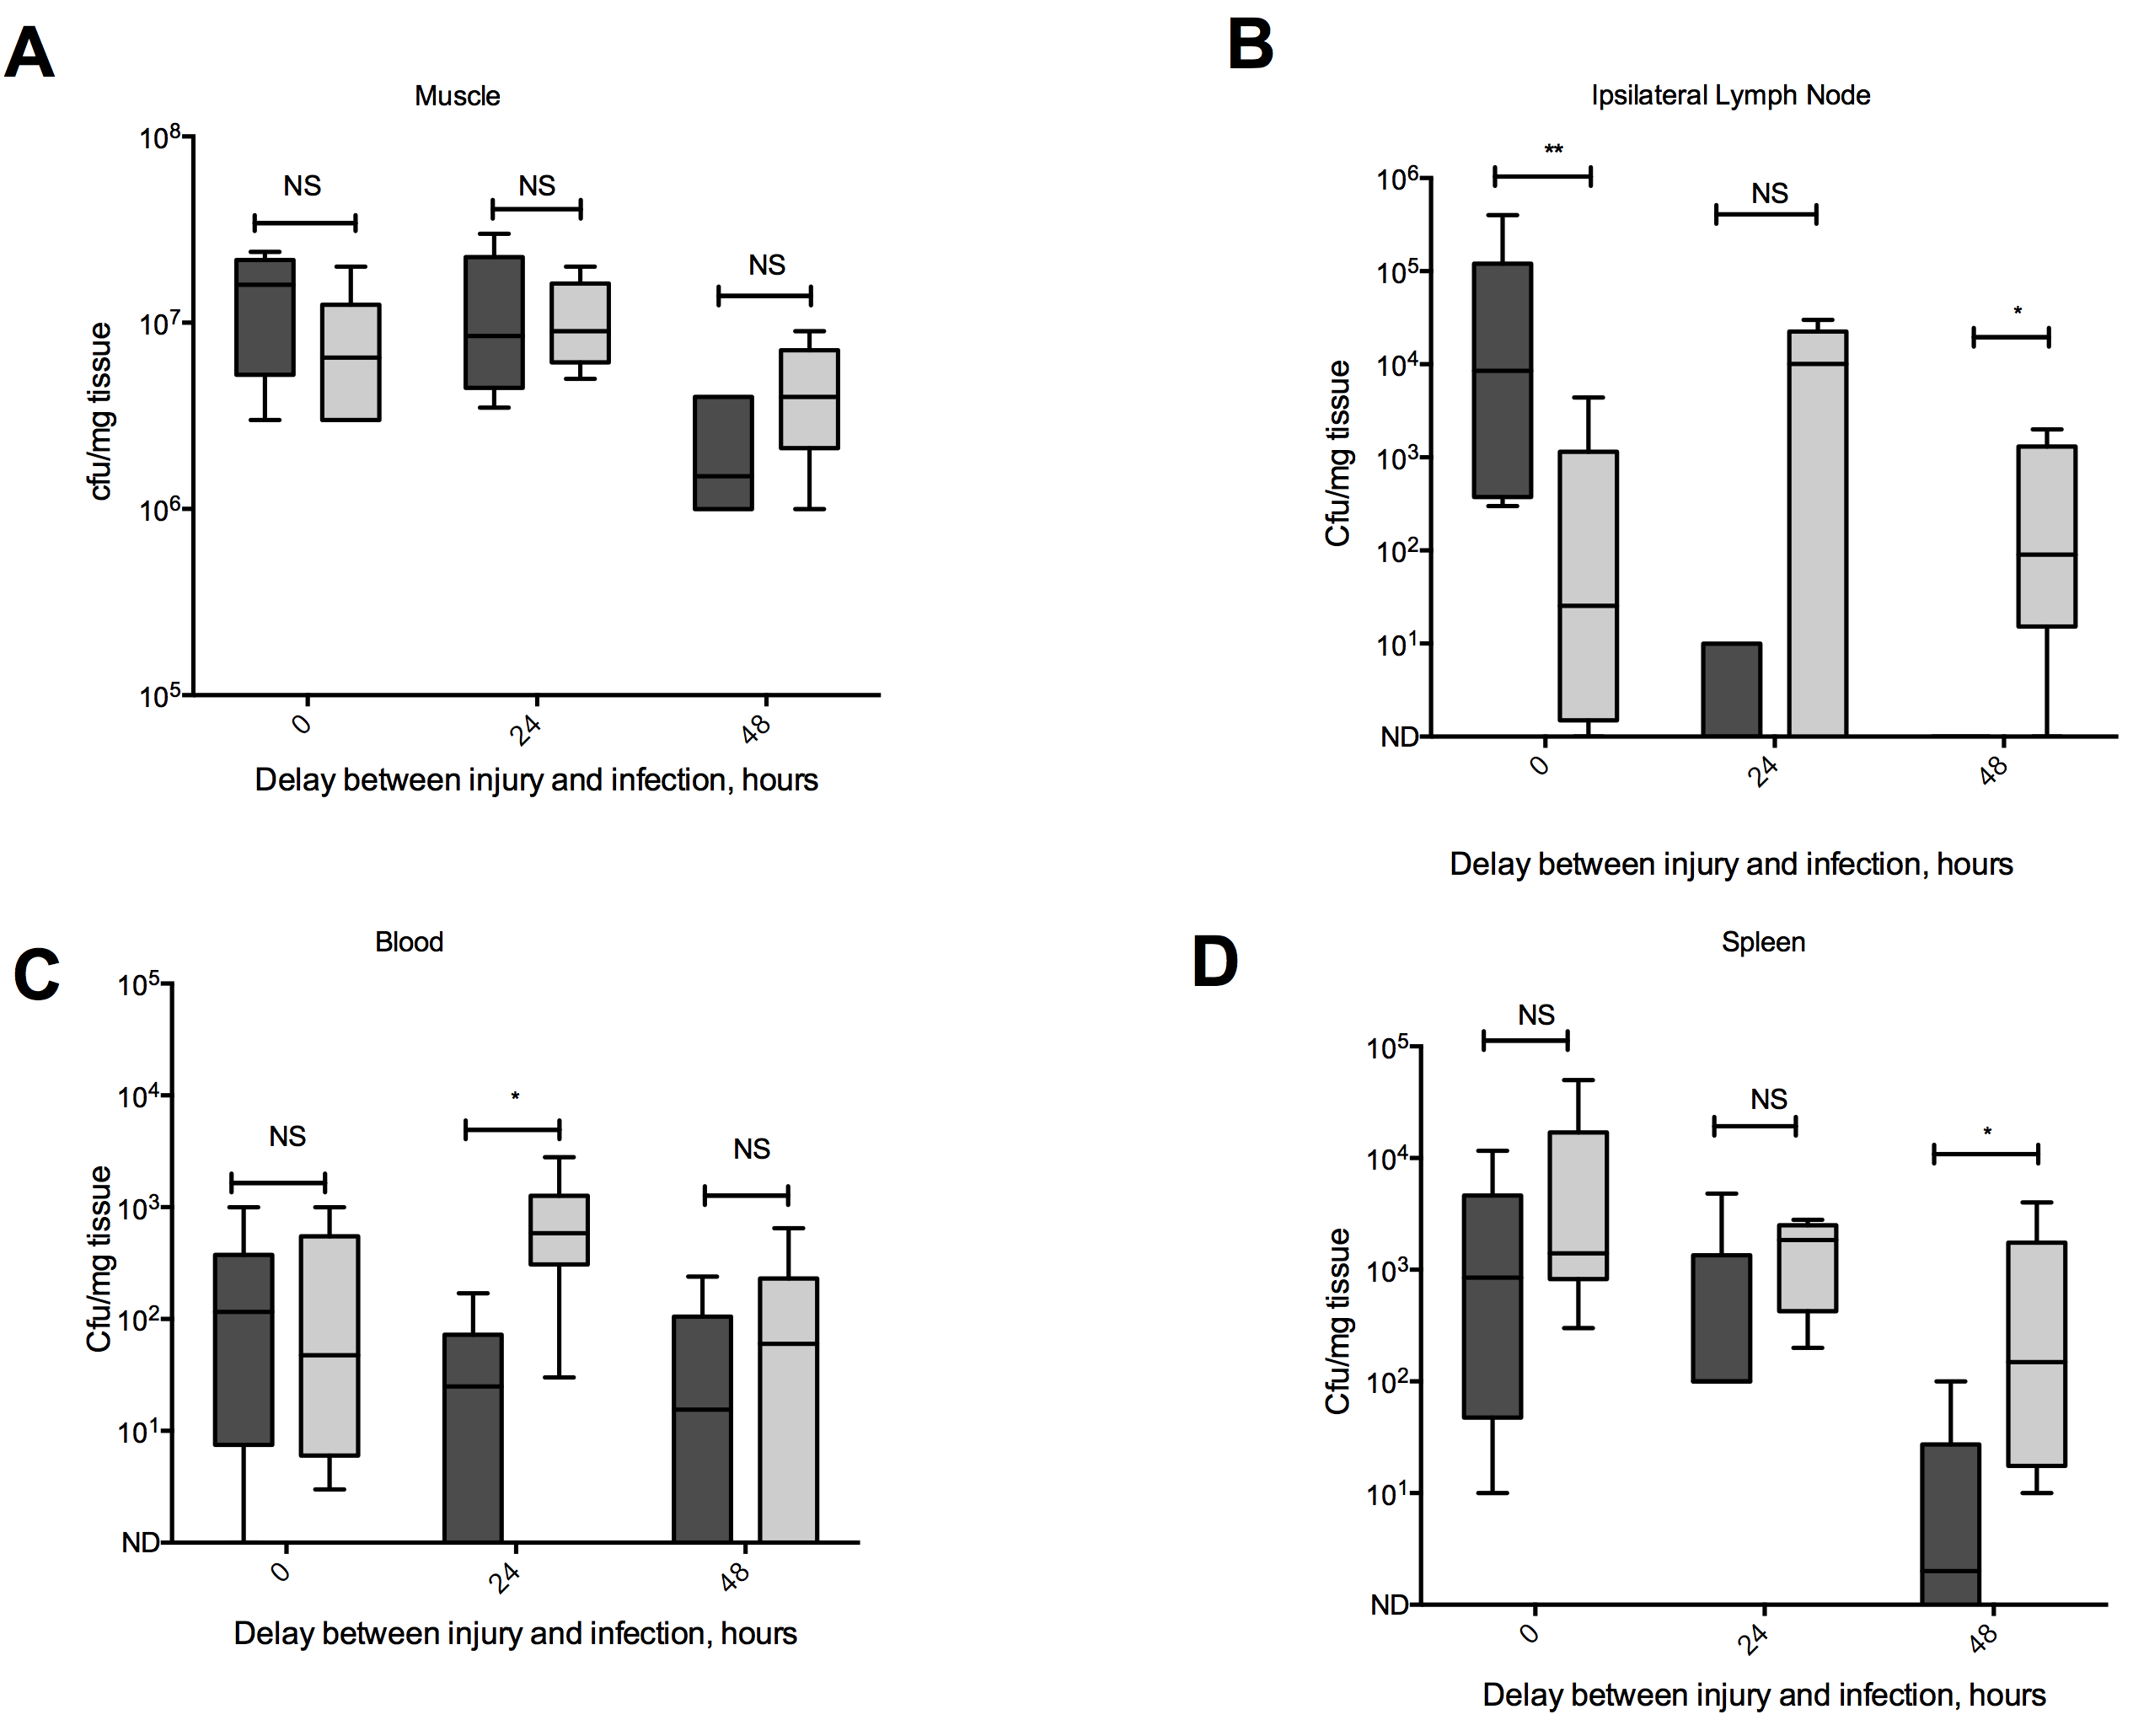 A
Muscle
10⁸
10⁷
10⁶
10⁵
cfu/mg tissue
NS
NS
NS
0
24
48
Delay between injury and infection, hours
B
Ipsilateral Lymph Node
10⁶
10⁵
10⁴
10³
10²
10¹
ND
Cfu/mg tissue
**
NS
*
0
24
48
Delay between injury and infection, hours
C
Blood
10⁵
10⁴
10³
10²
10¹
ND
Cfu/mg tissue
NS
*
NS
0
24
48
Delay between injury and infection, hours
D
Spleen
10⁵
10⁴
10³
10²
10¹
ND
Cfu/mg tissue
NS
NS
*
0
24
48
Delay between injury and infection, hours